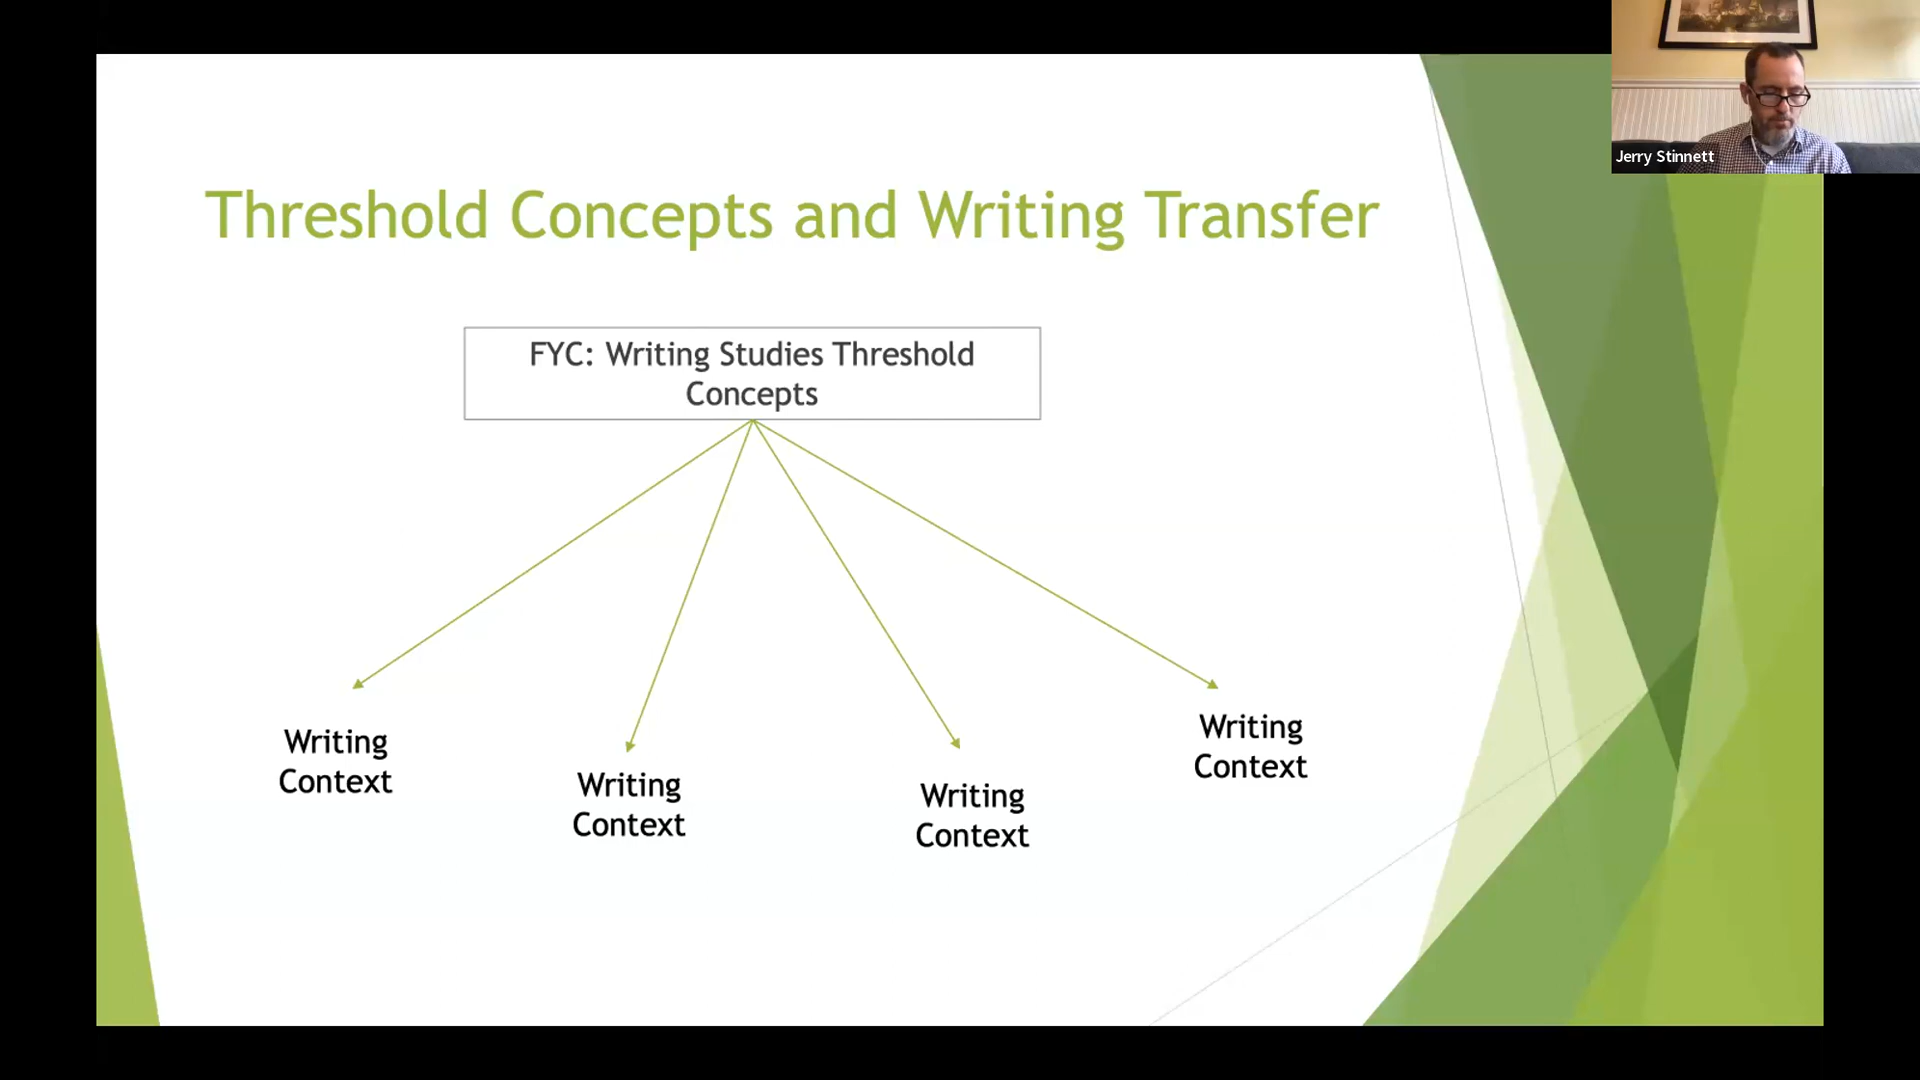 Jerry Stinnett
Threshold Concepts and Writing Transfer
FYC: Writing Studies Threshold
Concepts
Writing
Context
Writing
Context
Writing
Context
Writing
Context